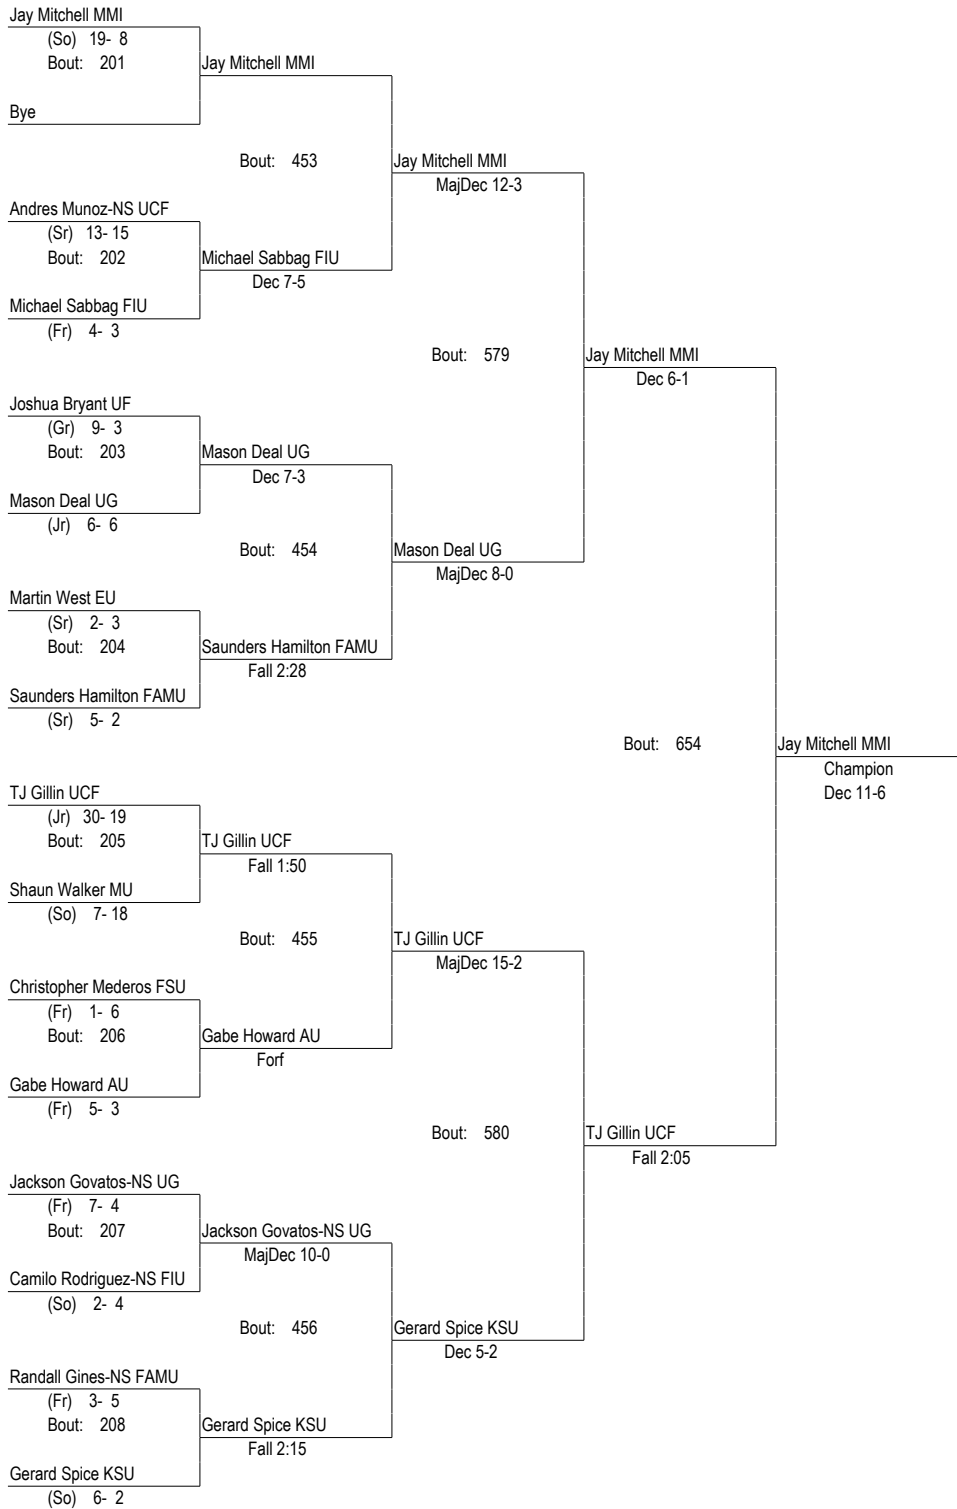 Jay Mitchell MMI
(So) 19- 8
Bout: 201
Jay Mitchell MMI
Bye
Bout: 453
Jay Mitchell MMI
MajDec 12-3
Andres Munoz-NS UCF
(Sr) 13- 15
Bout: 202
Michael Sabbag FIU
Dec 7-5
Michael Sabbag FIU
(Fr) 4- 3
Bout: 579
Jay Mitchell MMI
Dec 6-1
Joshua Bryant UF
(Gr) 9- 3
Bout: 203
Mason Deal UG
Dec 7-3
Mason Deal UG
(Jr) 6- 6
Bout: 454
Mason Deal UG
MajDec 8-0
Martin West EU
(Sr) 2- 3
Bout: 204
Saunders Hamilton FAMU
Fall 2:28
Saunders Hamilton FAMU
(Sr) 5- 2
Bout: 654
Jay Mitchell MMI
Champion
Dec 11-6
TJ Gillin UCF
(Jr) 30- 19
Bout: 205
TJ Gillin UCF
Fall 1:50
Shaun Walker MU
(So) 7- 18
Bout: 455
TJ Gillin UCF
MajDec 15-2
Christopher Mederos FSU
(Fr) 1- 6
Bout: 206
Gabe Howard AU
Forf
Gabe Howard AU
(Fr) 5- 3
Bout: 580
TJ Gillin UCF
Fall 2:05
Jackson Govatos-NS UG
(Fr) 7- 4
Bout: 207
Jackson Govatos-NS UG
MajDec 10-0
Camilo Rodriguez-NS FIU
(So) 2- 4
Bout: 456
Gerard Spice KSU
Dec 5-2
Randall Gines-NS FAMU
(Fr) 3- 5
Bout: 208
Gerard Spice KSU
Fall 2:15
Gerard Spice KSU
(So) 6- 2